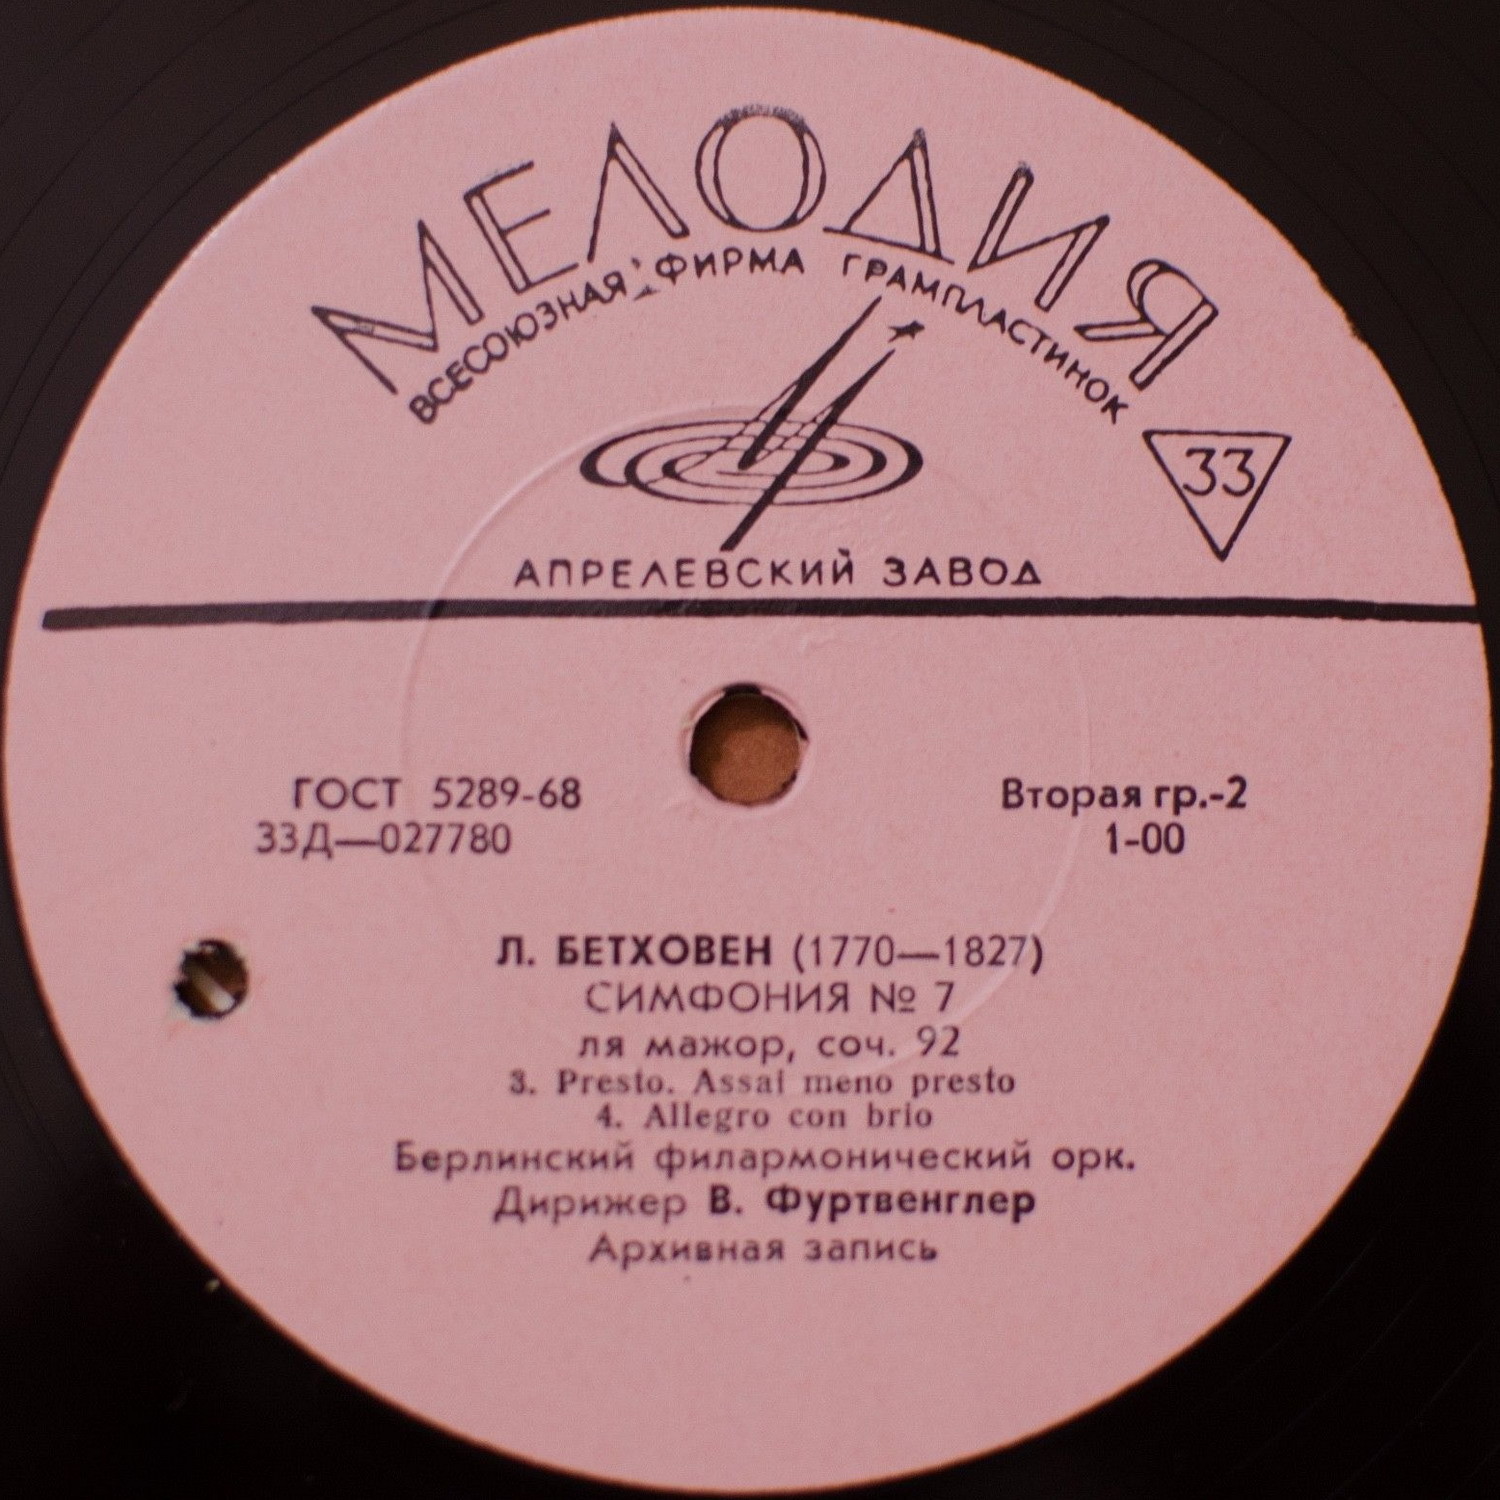 МЕЛОДИЯ
ВСЕСОЮЗНАЯ ФИРМА ГРАМПЛАСТИНОК
33
АПРЕЛЕВСКИЙ ЗАВОД
ГОСТ 5289-68
Вторая гр.-2
33Д—027780
1-00
Л. БЕТХОВЕН (1770—1827)
СИМФОНИЯ № 7
ля мажор, соч. 92
3. Presto. Assai meno presto
4. Allegro con brio
Берлинский филармонический орк.
Дирижер В. Фуртвенглер
Архивная запись